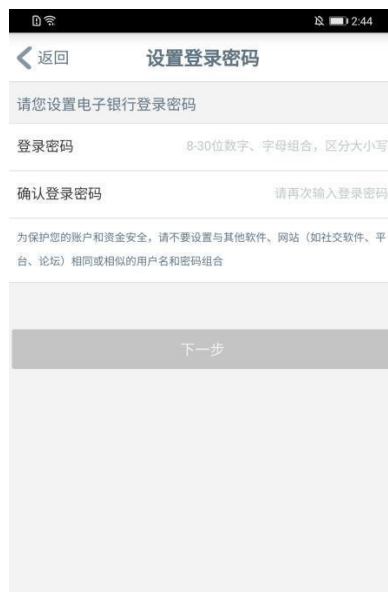 2:44
返回
设置登录密码
请您设置电子银行登录密码
登录密码 8-30位数字、字母组合，区分大小写
确认登录密码 请再次输入登录密码
为保护您的账户和资金安全，请不要设置与其他软件、网站（如社交软件、平
台、论坛）相同或相似的用户名和密码组合
下一步